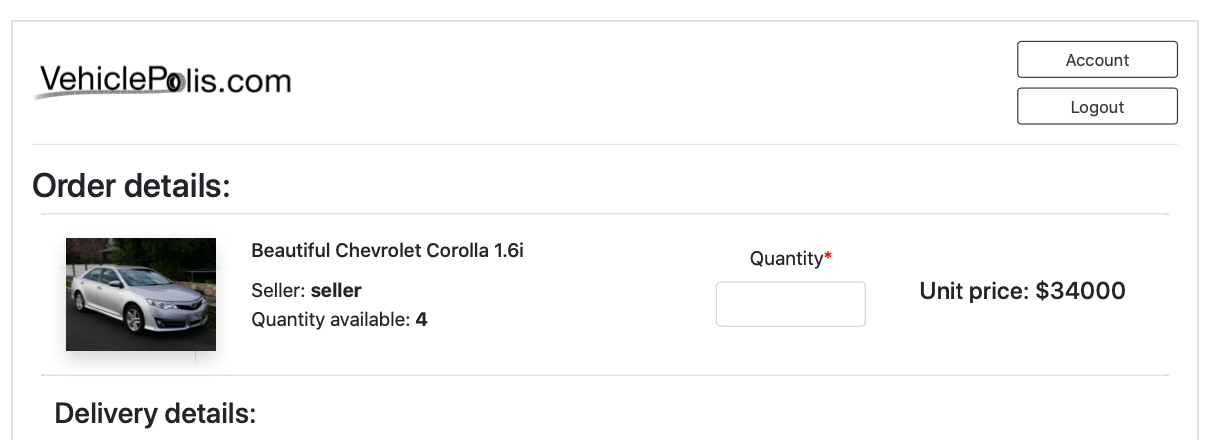 VehiclePolis.com
Account
Logout
Order details:
Beautiful Chevrolet Corolla 1.6i
Seller: seller
Quantity available: 4
Quantity*
Unit price: $34000
Delivery details: